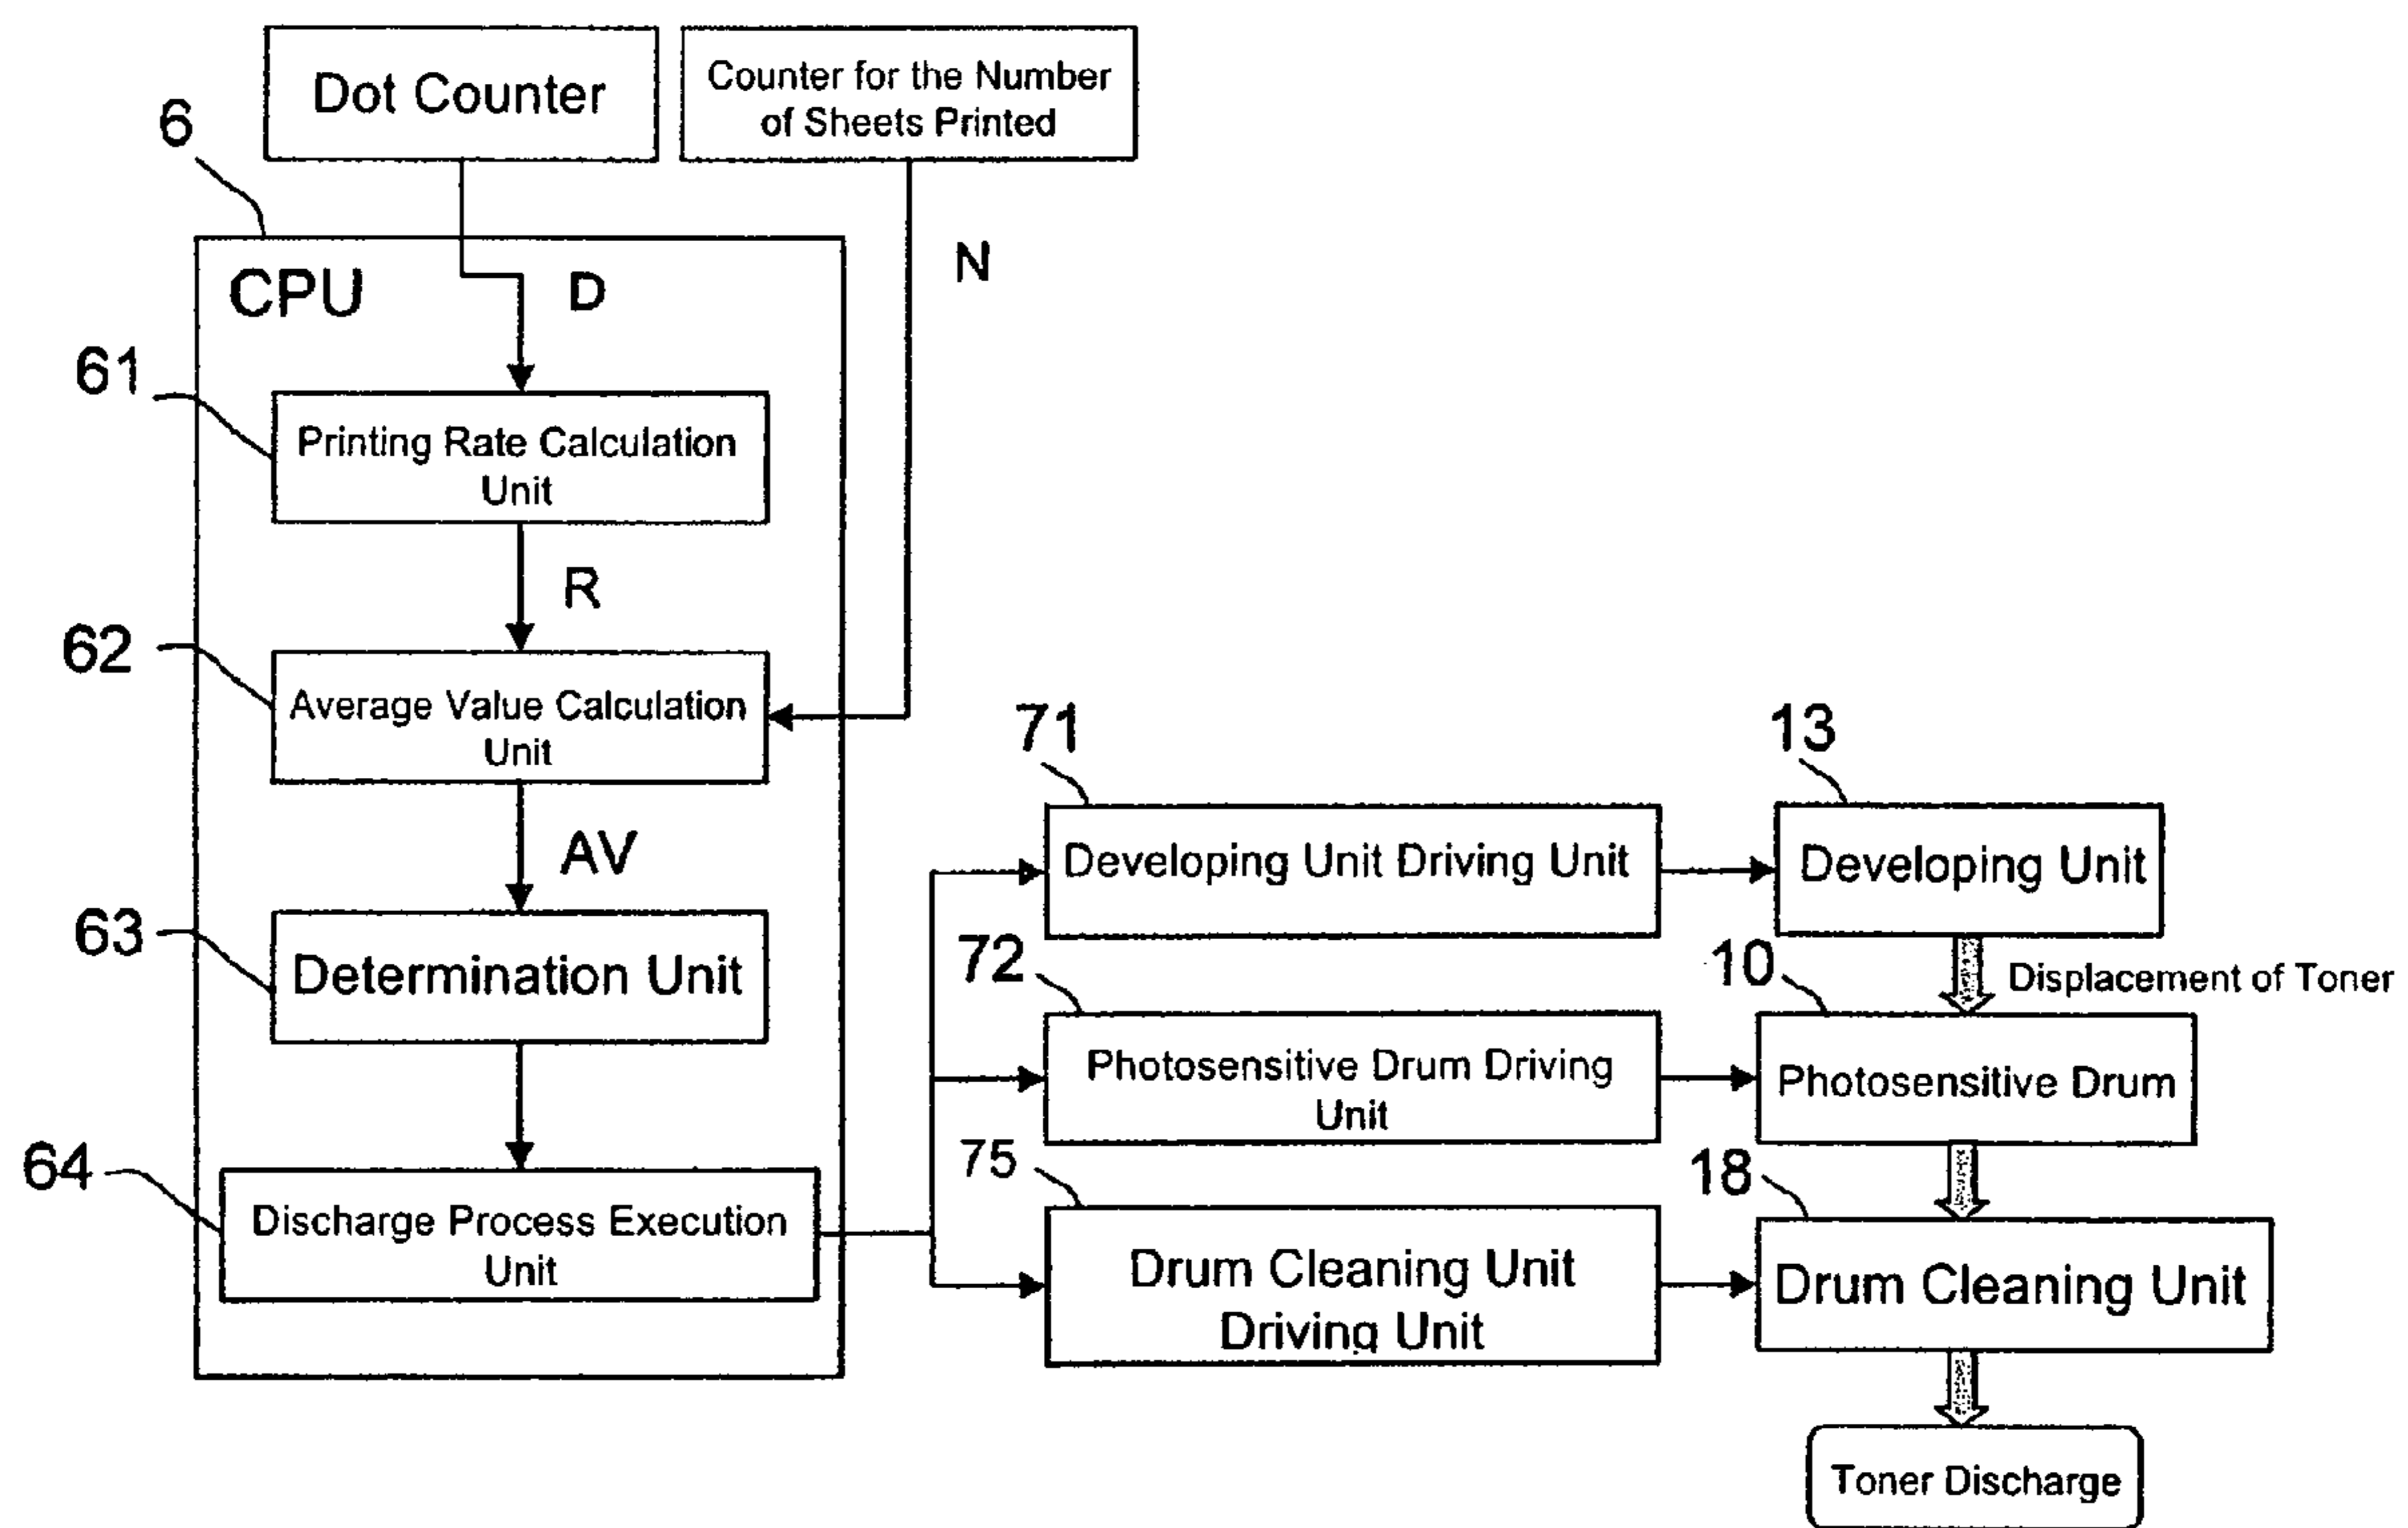 Dot Counter
Counter for the Number
of Sheets Printed
6
CPU
D
N
61
Printing Rate Calculation
Unit
R
62
Average Value Calculation
Unit
AV
63
Determination Unit
64
Discharge Process Execution
Unit
71
Developing Unit Driving Unit
13
Developing Unit
Displacement of Toner
72
Photosensitive Drum Driving
Unit
10
Photosensitive Drum
75
Drum Cleaning Unit
Driving Unit
18
Drum Cleaning Unit
Toner Discharge